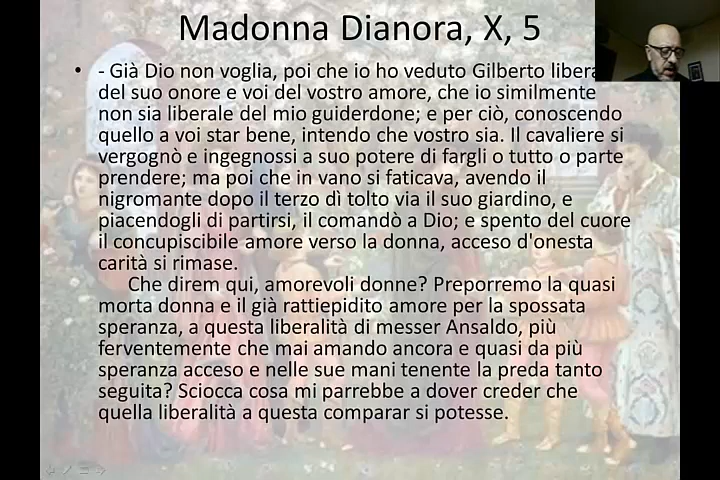 Madonna Dianora, X, 5
• - Già Dio non voglia, poi che io ho veduto Gilberto
del suo onore e voi del vostro amore, che io similmente
non sia liberale del mio guiderdone; e per ciò, conoscendo
quello a voi star bene, intendo che vostro sia. Il cavaliere si
vergognò e ingegnossi a suo potere di fargli o tutto o parte
prendere; ma poi che in vano si faticava, avendo il
nigromante dopo il terzo dì tolto via il suo giardino, e
piacendogli di partirsi, il comandò a Dio; e spento del cuore
il concupiscibile amore verso la donna, acceso d'onesta
carità si rimase.
Che direm qui, amorevoli donne? Preporremo la quasi
morta donna e il già rattiepidito amore per la spossata
speranza, a questa liberalità di messer Ansaldo, più
ferventemente che mai amando ancora e quasi da più
speranza acceso e nelle sue mani tenente la preda tanto
seguita? Sciocca cosa mi parrebbe a dover creder che
quella liberalità a questa comparar si potesse.